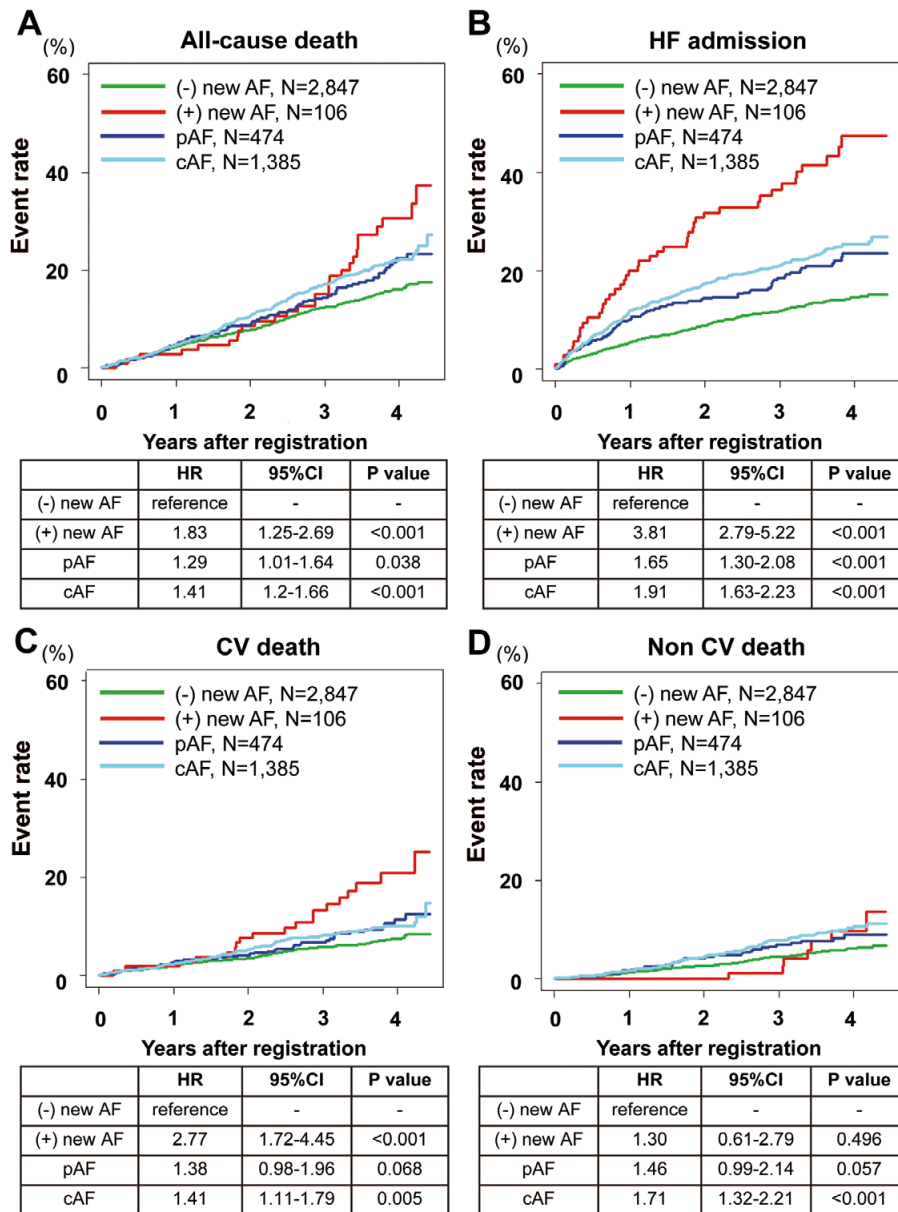 A
(%)
All-cause death
60
40
20
0
Event rate
(-) new AF, N=2,847
(+) new AF, N=106
pAF, N=474
cAF, N=1,385
0 1 2 3 4
Years after registration
HR 95%CI P value
(-) new AF reference - -
(+) new AF 1.83 1.25-2.69 <0.001
pAF 1.29 1.01-1.64 0.038
cAF 1.41 1.2-1.66 <0.001
B
(%)
HF admission
60
40
20
0
Event rate
(-) new AF, N=2,847
(+) new AF, N=106
pAF, N=474
cAF, N=1,385
0 1 2 3 4
Years after registration
HR 95%CI P value
(-) new AF reference - -
(+) new AF 3.81 2.79-5.22 <0.001
pAF 1.65 1.30-2.08 <0.001
cAF 1.91 1.63-2.23 <0.001
C
(%)
CV death
60
40
20
0
Event rate
(-) new AF, N=2,847
(+) new AF, N=106
pAF, N=474
cAF, N=1,385
0 1 2 3 4
Years after registration
HR 95%CI P value
(-) new AF reference - -
(+) new AF 2.77 1.72-4.45 <0.001
pAF 1.38 0.98-1.96 0.068
cAF 1.41 1.11-1.79 0.005
D
(%)
Non CV death
60
40
20
0
Event rate
(-) new AF, N=2,847
(+) new AF, N=106
pAF, N=474
cAF, N=1,385
0 1 2 3 4
Years after registration
HR 95%CI P value
(-) new AF reference - -
(+) new AF 1.30 0.61-2.79 0.496
pAF 1.46 0.99-2.14 0.057
cAF 1.71 1.32-2.21 <0.001